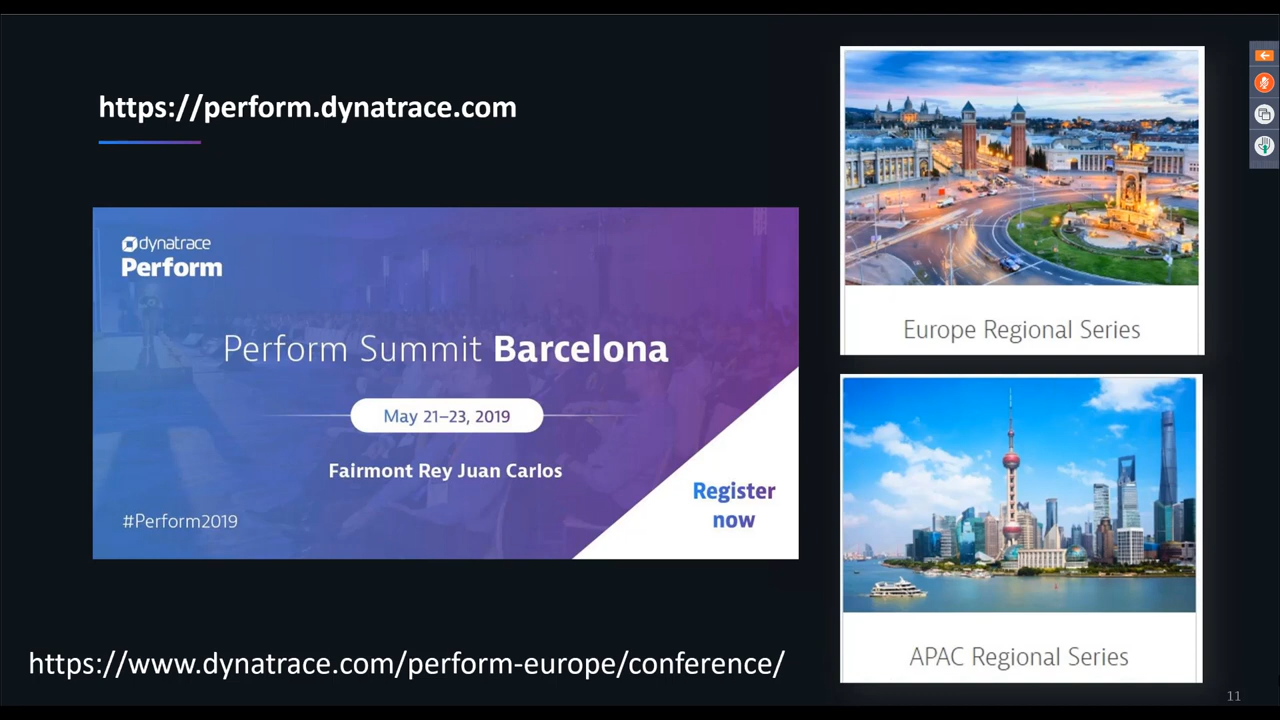 https://perform.dynatrace.com
dynatrace
Perform
Perform Summit Barcelona
May 21–23, 2019
Fairmont Rey Juan Carlos
#Perform2019
Register
now
https://www.dynatrace.com/perform-europe/conference/
Europe Regional Series
APAC Regional Series
11